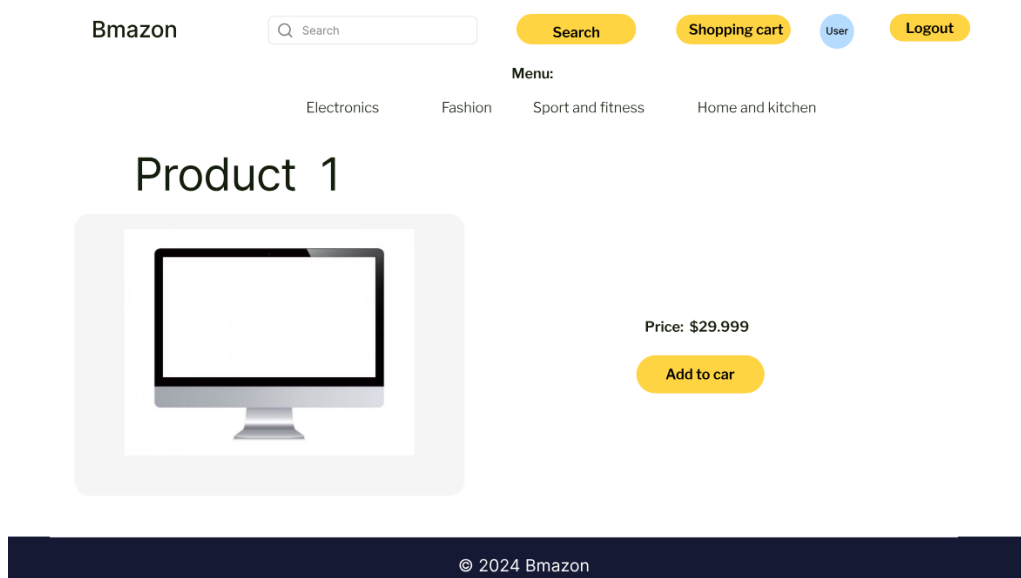 Bmazon Search Search Shopping cart User Logout
Menu:
Electronics Fashion Sport and fitness Home and kitchen
Product 1
Price: $29.999
Add to car
© 2024 Bmazon